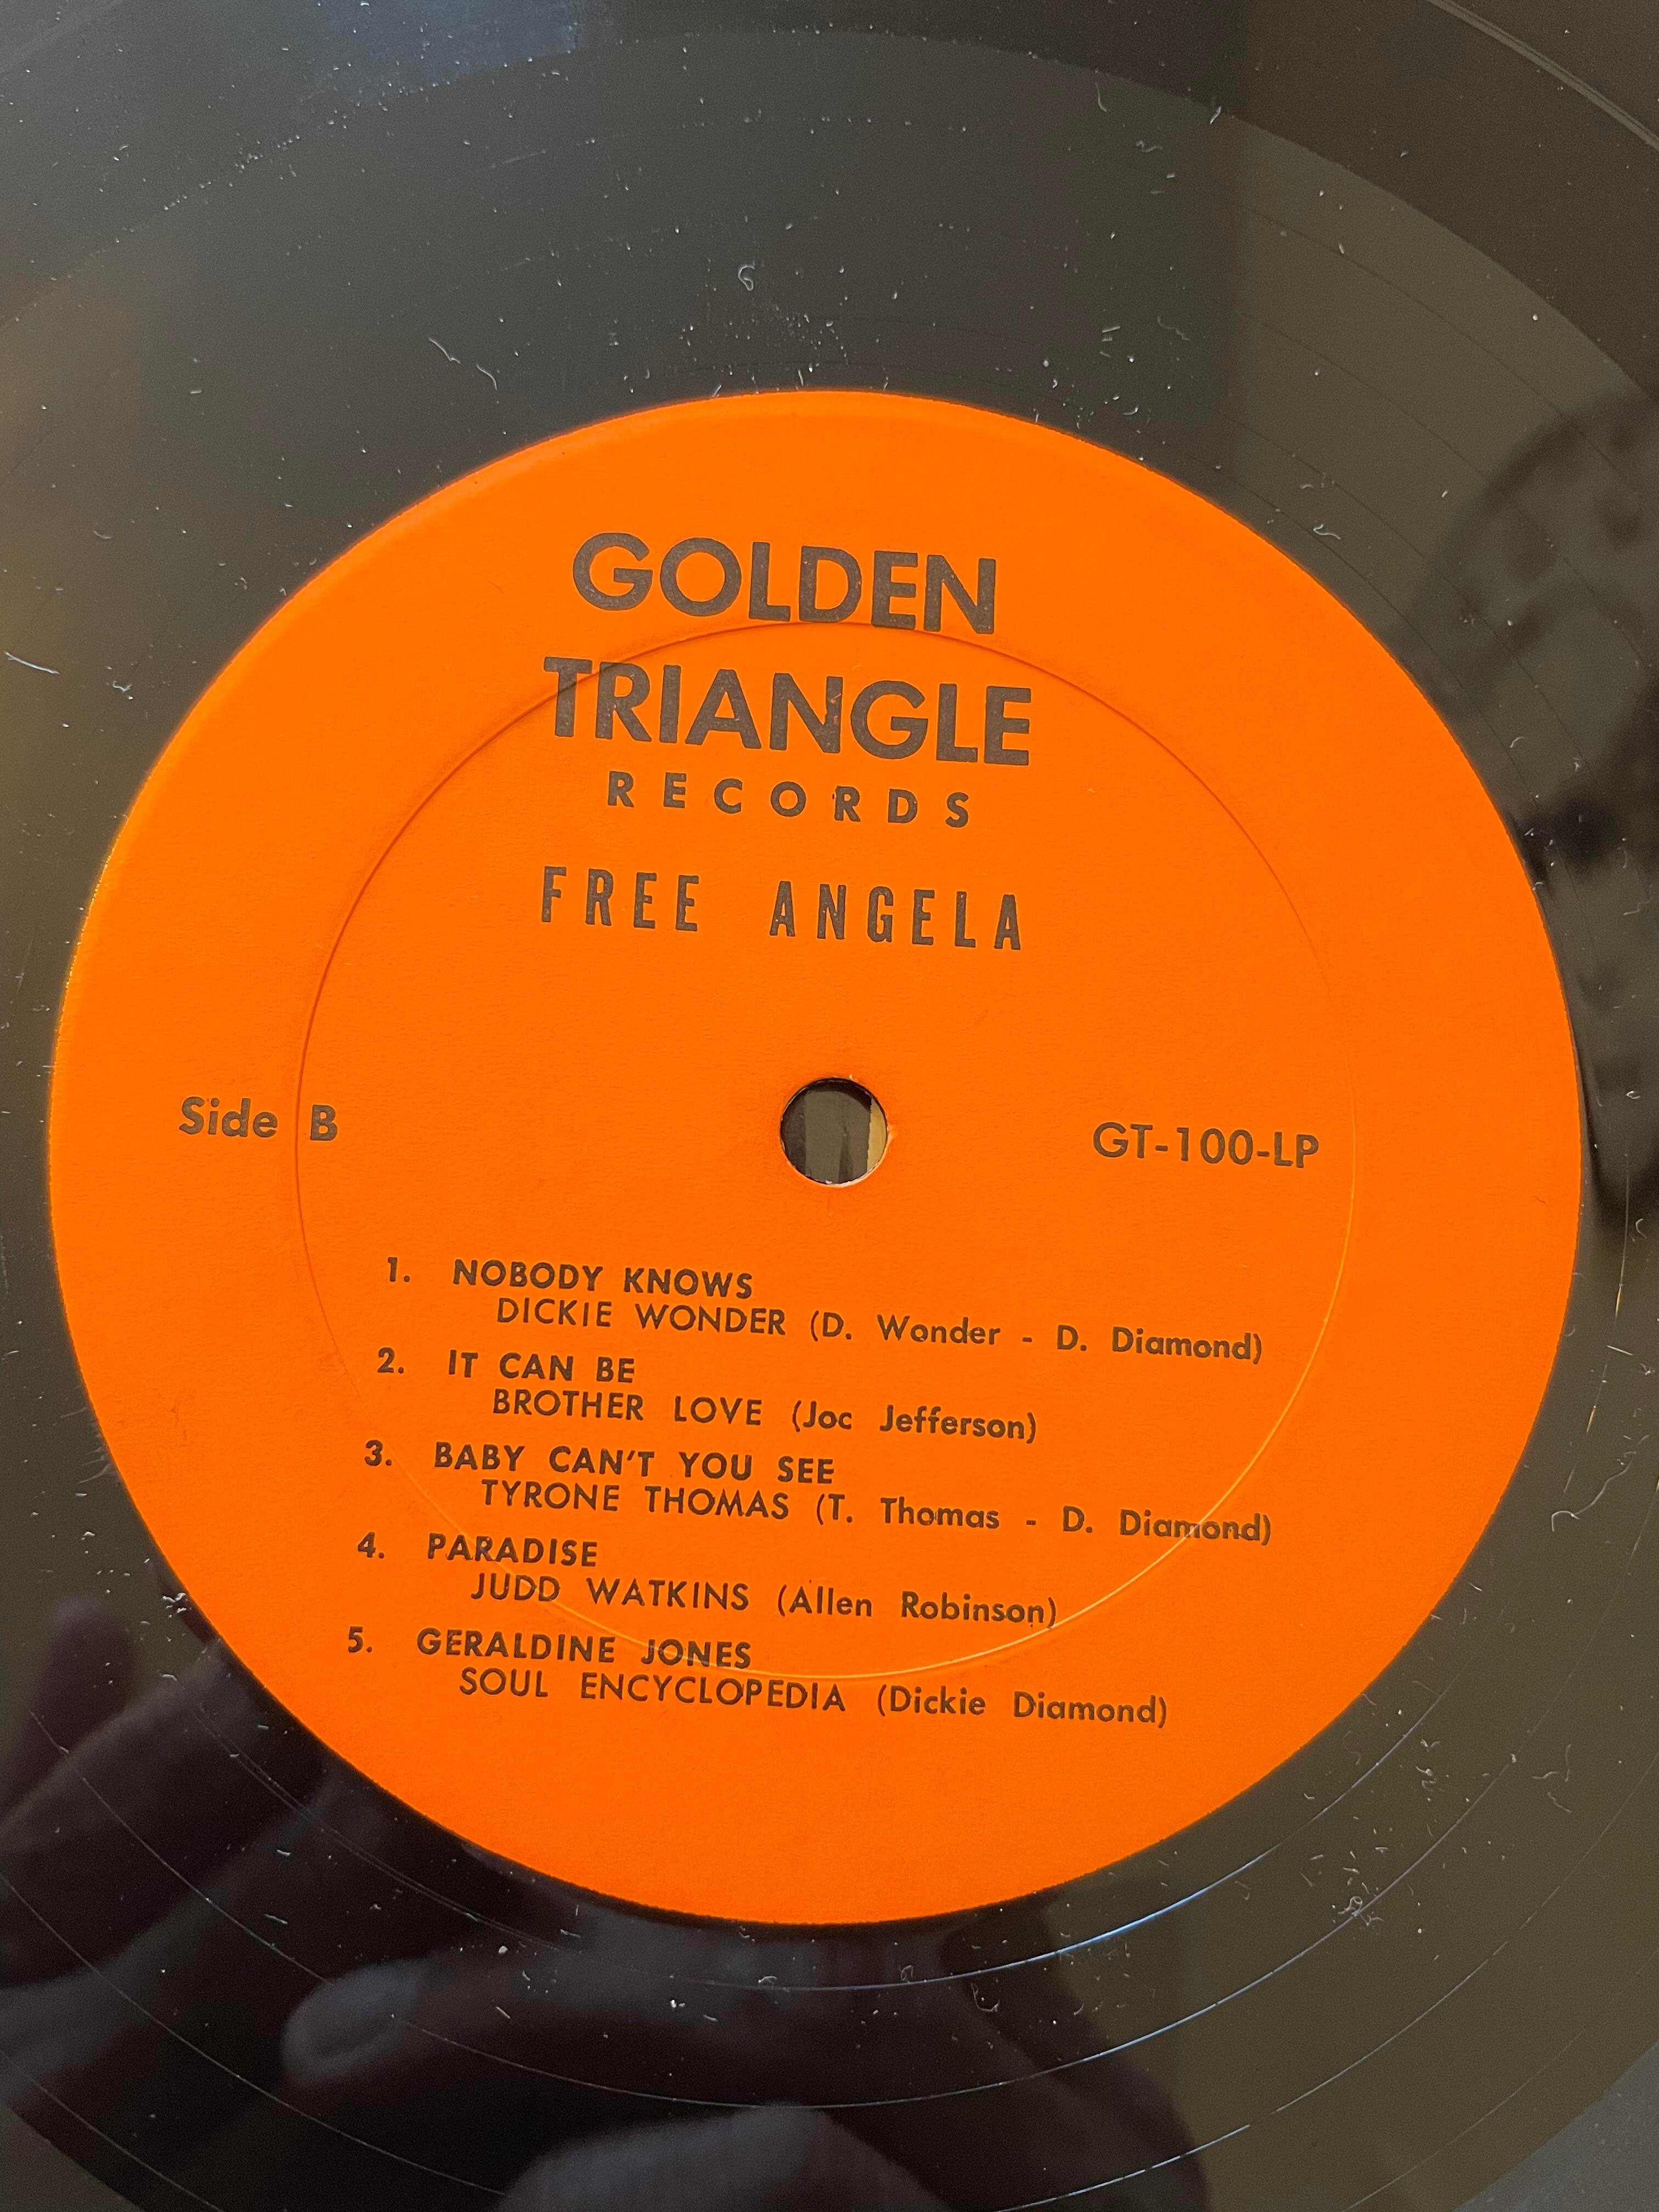 GOLDEN
TRIANGLE
RECORDS
FREE ANGELA
Side B
GT-100-LP
1. NOBODY KNOWS
DICKIE WONDER (D. Wonder - D. Diamond)
2. IT CAN BE
BROTHER LOVE (Joc Jefferson)
3. BABY CAN'T YOU SEE
TYRONE THOMAS (T. Thomas - D. Diamond)
4. PARADISE
JUDD WATKINS (Allen Robinson)
5. GERALDINE JONES
SOUL ENCYCLOPEDIA (Dickie Diamond)